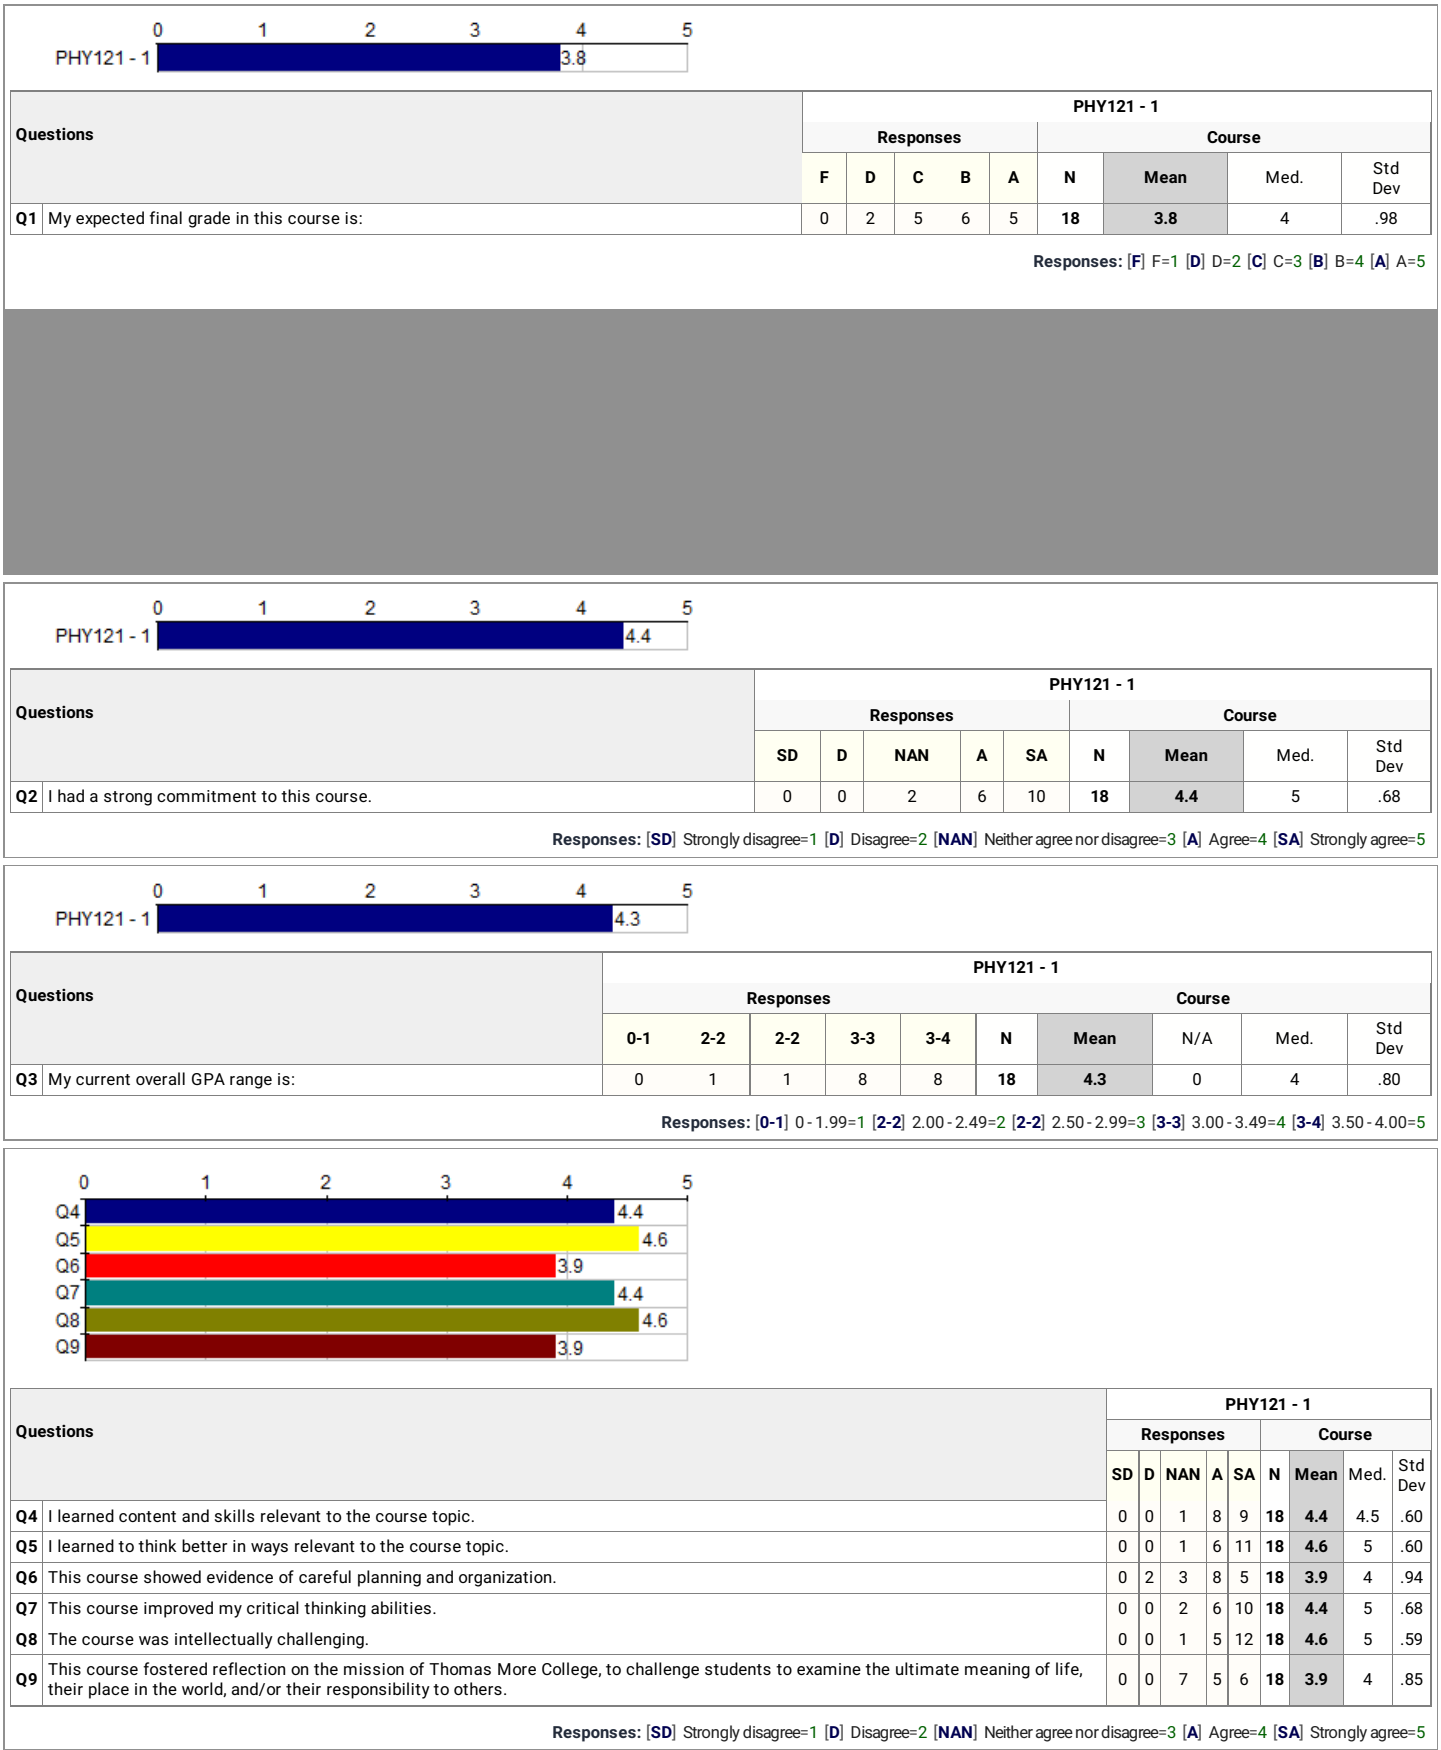 0 1 2 3 4 5
PHY121 - 1 3.8
Questions
PHY121 - 1
Responses Course
F D C B A N Mean Med. Std Dev
Q1 My expected final grade in this course is: 0 2 5 6 5 18 3.8 4 .98
Responses: [F] F=1 [D] D=2 [C] C=3 [B] B=4 [A] A=5
0 1 2 3 4 5
PHY121 - 1 4.4
Questions
PHY121 - 1
Responses Course
SD D NAN A SA N Mean Med. Std Dev
Q2 I had a strong commitment to this course. 0 0 2 6 10 18 4.4 5 .68
Responses: [SD] Strongly disagree=1 [D] Disagree=2 [NAN] Neither agree nor disagree=3 [A] Agree=4 [SA] Strongly agree=5
0 1 2 3 4 5
PHY121 - 1 4.3
Questions
PHY121 - 1
Responses Course
0-1 2-2 2-2 3-3 3-4 N Mean N/A Med. Std Dev
Q3 My current overall GPA range is: 0 1 1 8 8 18 4.3 0 4 .80
Responses: [0-1] 0 - 1.99=1 [2-2] 2.00 - 2.49=2 [2-2] 2.50 - 2.99=3 [3-3] 3.00 - 3.49=4 [3-4] 3.50 - 4.00=5
0 1 2 3 4 5
Q4 4.4
Q5 4.6
Q6 3.9
Q7 4.4
Q8 4.6
Q9 3.9
Questions
PHY121 - 1
Responses Course
SD D NAN A SA N Mean Med. Std Dev
Q4 I learned content and skills relevant to the course topic. 0 0 1 8 9 18 4.4 4.5 .60
Q5 I learned to think better in ways relevant to the course topic. 0 0 1 6 11 18 4.6 5 .60
Q6 This course showed evidence of careful planning and organization. 0 2 3 8 5 18 3.9 4 .94
Q7 This course improved my critical thinking abilities. 0 0 2 6 10 18 4.4 5 .68
Q8 The course was intellectually challenging. 0 0 1 5 12 18 4.6 5 .59
Q9 This course fostered reflection on the mission of Thomas More College, to challenge students to examine the ultimate meaning of life,
their place in the world, and/or their responsibility to others. 0 0 7 5 6 18 3.9 4 .85
Responses: [SD] Strongly disagree=1 [D] Disagree=2 [NAN] Neither agree nor disagree=3 [A] Agree=4 [SA] Strongly agree=5